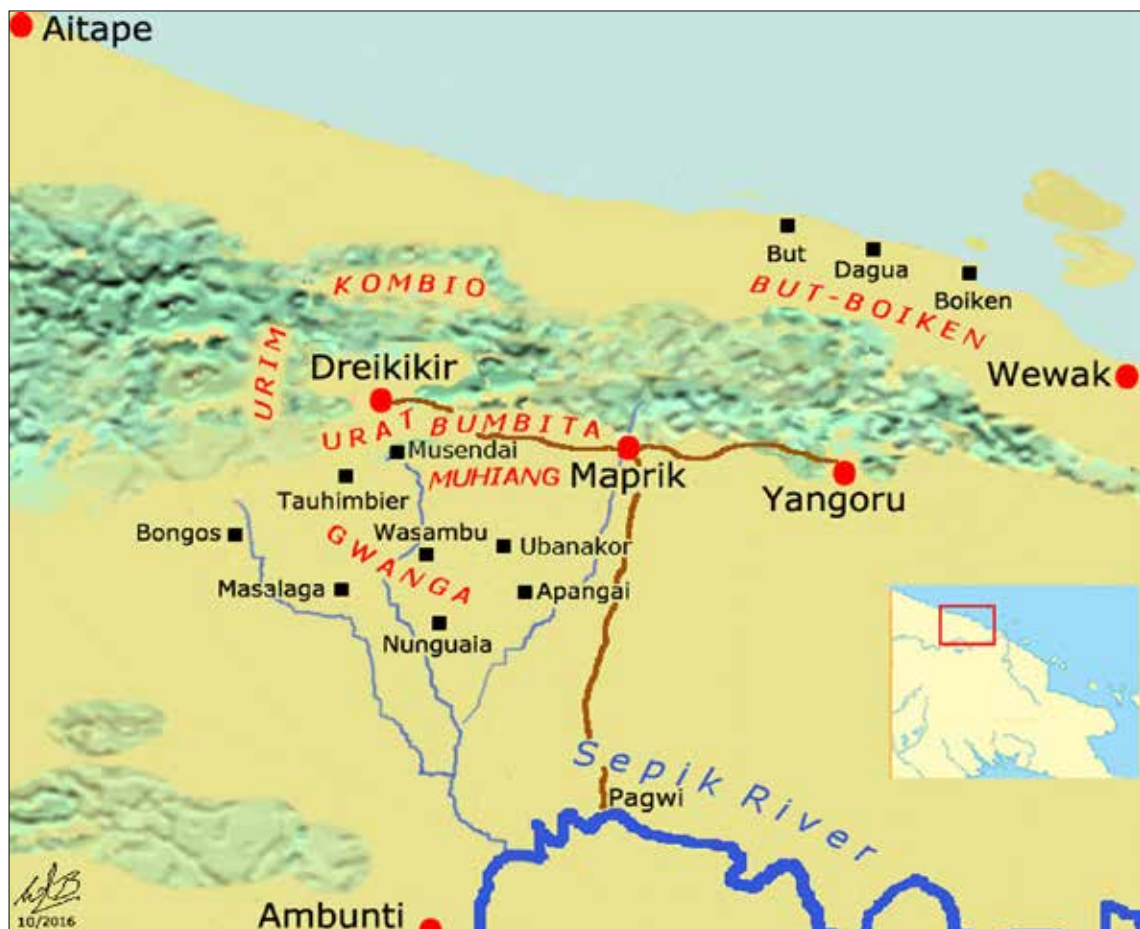 Aitape
But
Dagua
Boiken
BUT-BOIKEN
KOMBIO
URIM
Dreikikir
Wewak
URAT BUMBITA
Musendai
MUHIANG
Maprik
Yangoru
Tauhimbier
Bongos
GWANGA
Wasambu
Ubanakor
Masalaga
Apangai
Nunguaia
Sepik River
Pagwi
Ambunti
10/2016